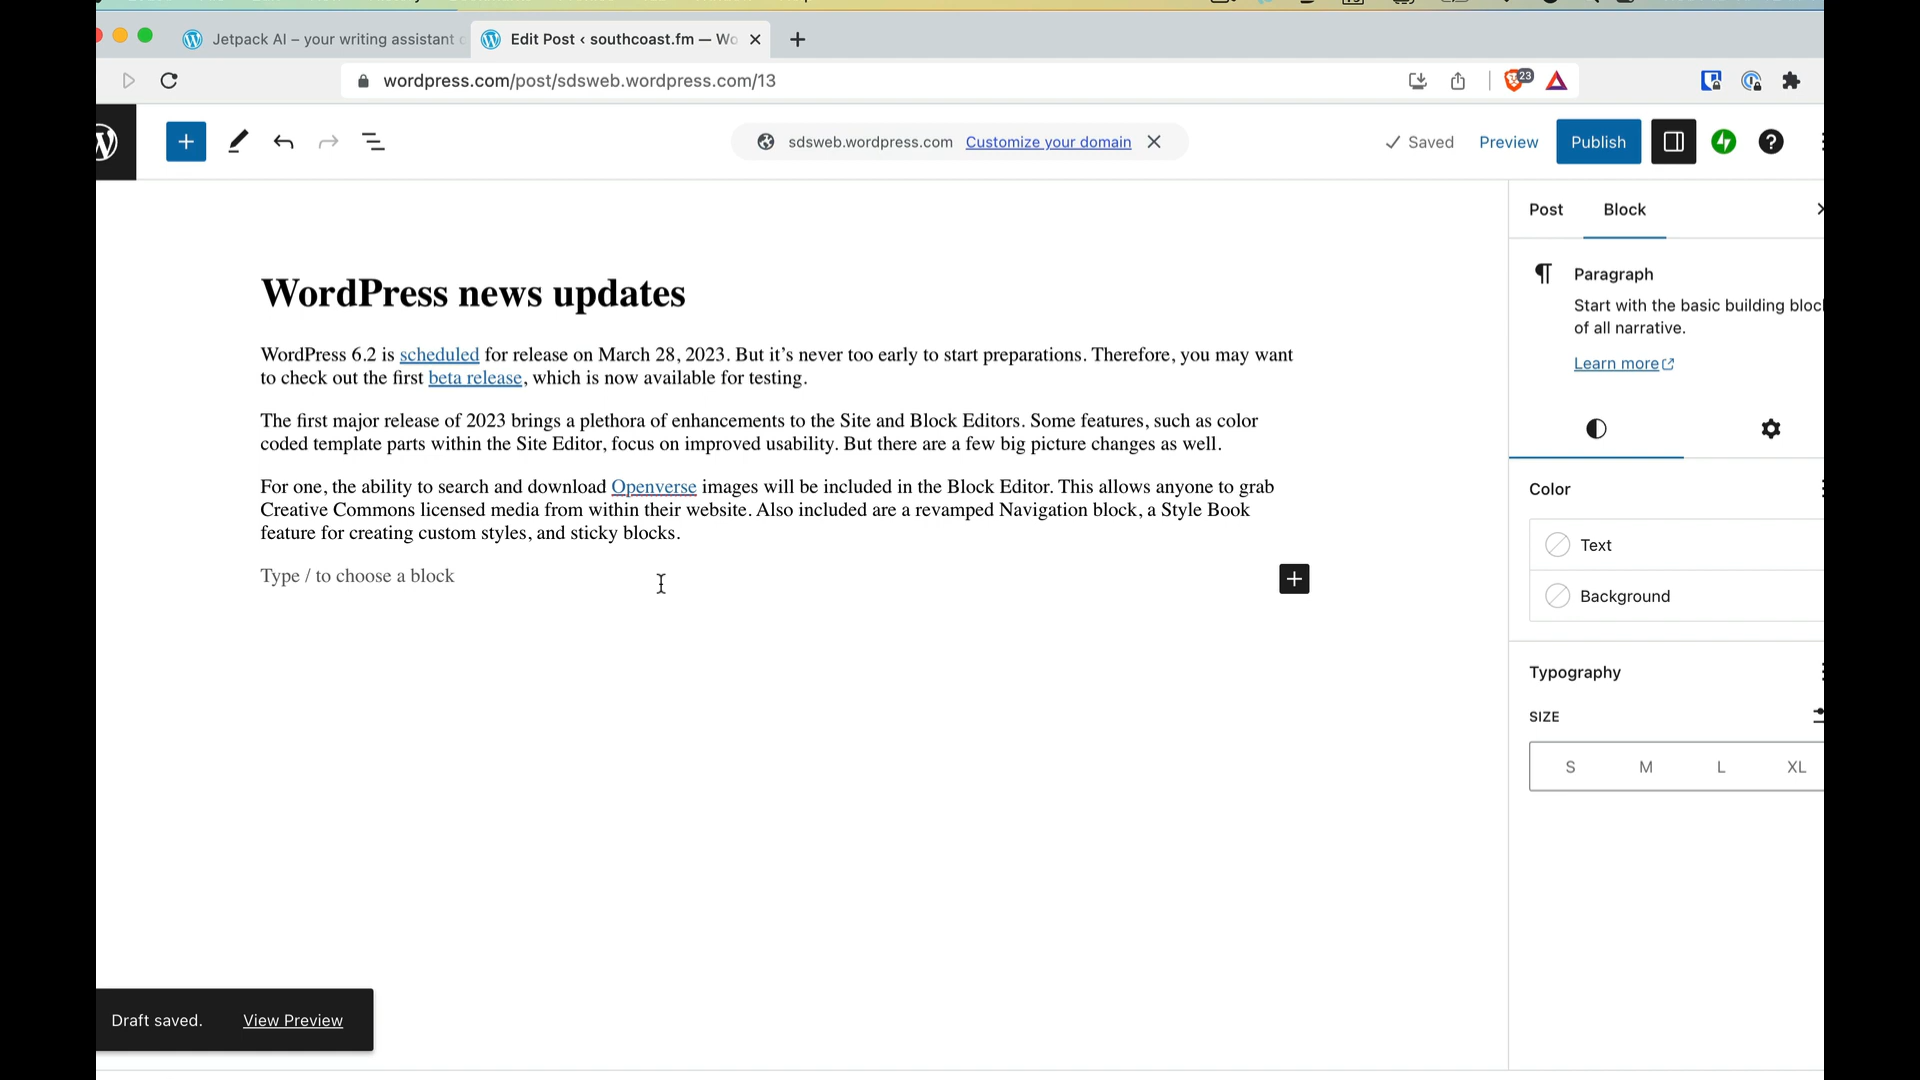 Jetpack AI – your writing assistant
Edit Post ‹ southcoast.fm — Wo
wordpress.com/post/sdsweb.wordpress.com/13
23
sdsweb.wordpress.com Customize your domain
Saved
Preview
Publish
Post
Block
WordPress news updates
WordPress 6.2 is scheduled for release on March 28, 2023. But it’s never too early to start preparations. Therefore, you may want
to check out the first beta release, which is now available for testing.
The first major release of 2023 brings a plethora of enhancements to the Site and Block Editors. Some features, such as color
coded template parts within the Site Editor, focus on improved usability. But there are a few big picture changes as well.
For one, the ability to search and download Openverse images will be included in the Block Editor. This allows anyone to grab
Creative Commons licensed media from within their website. Also included are a revamped Navigation block, a Style Book
feature for creating custom styles, and sticky blocks.
Type / to choose a block
Paragraph
Start with the basic building bloc
of all narrative.
Learn more
Color
Text
Background
Typography
SIZE
S M L XL
Draft saved. View Preview